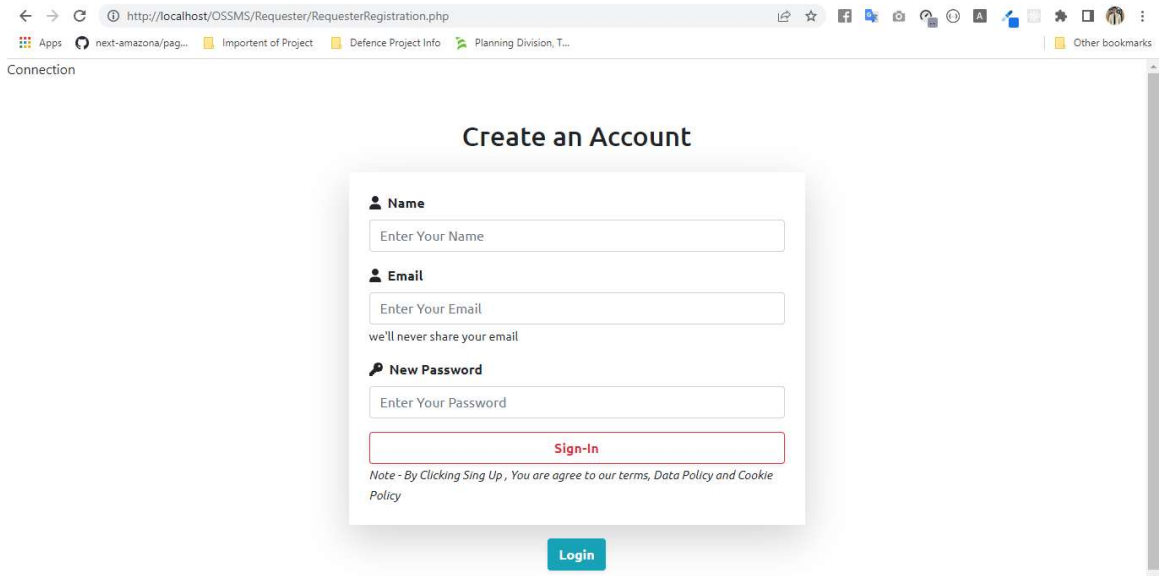 http://localhost/OSSMS/Requester/RequesterRegistration.php
Apps next-amazona/pag... Importent of Project Defence Project Info Planning Division, T... Other bookmarks
Connection
Create an Account
Name
Enter Your Name
Email
Enter Your Email
we'll never share your email
New Password
Enter Your Password
Sign-In
Note - By Clicking Sing Up , You are agree to our terms, Data Policy and Cookie
Policy
Login